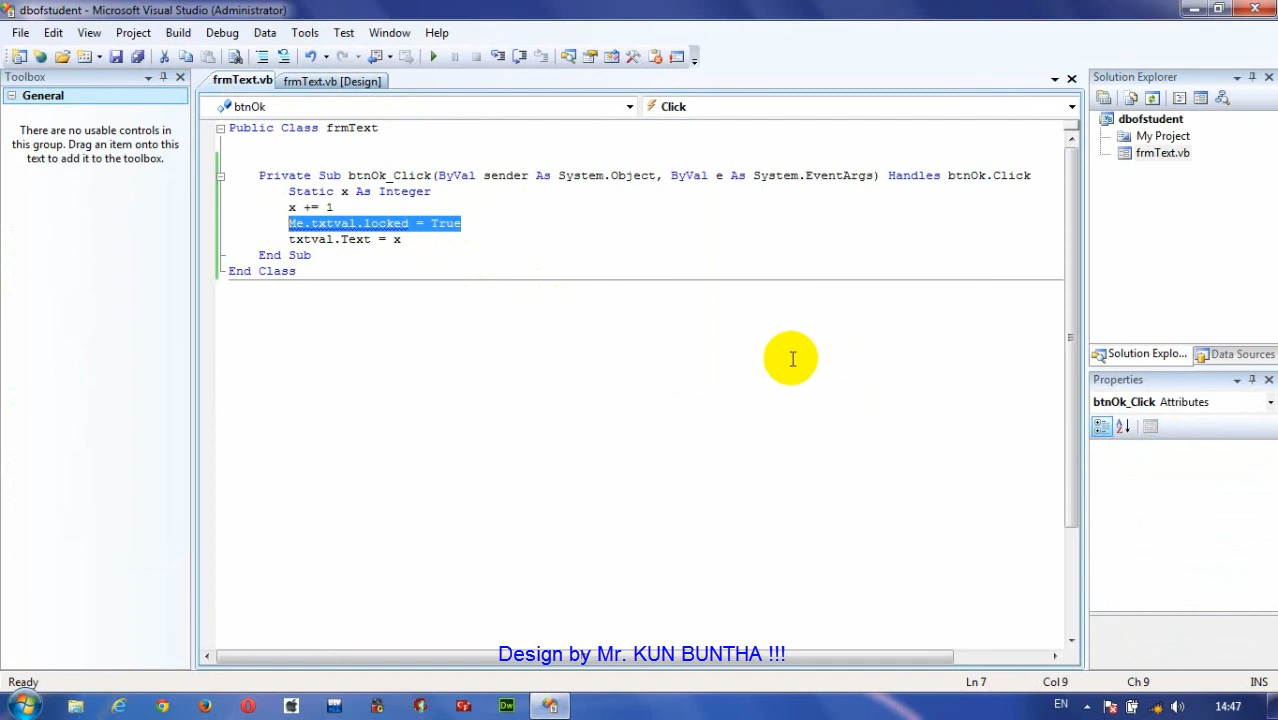 dbofstudent - Microsoft Visual Studio (Administrator)
File Edit View Project Build Debug Data Tools Test Window Help
Toolbox
General
There are no usable controls in
this group. Drag an item onto this
text to add it to the toolbox.
frmText.vb frmText.vb [Design]
btnOk Click
Public Class frmText
Private Sub btnOk_Click(ByVal sender As System.Object, ByVal e As System.EventArgs) Handles btnOk.Click
Static x As Integer
x += 1
Me.txtval.locked = True
txtval.Text = x
End Sub
End Class
Solution Explorer
dbofstudent
My Project
frmText.vb
Solution Explo... Data Sources
Properties
btnOk_Click Attributes
Design by Mr. KUN BUNTHA !!!
Ready Ln 7 Col 9 Ch 9 INS
EN 14:47